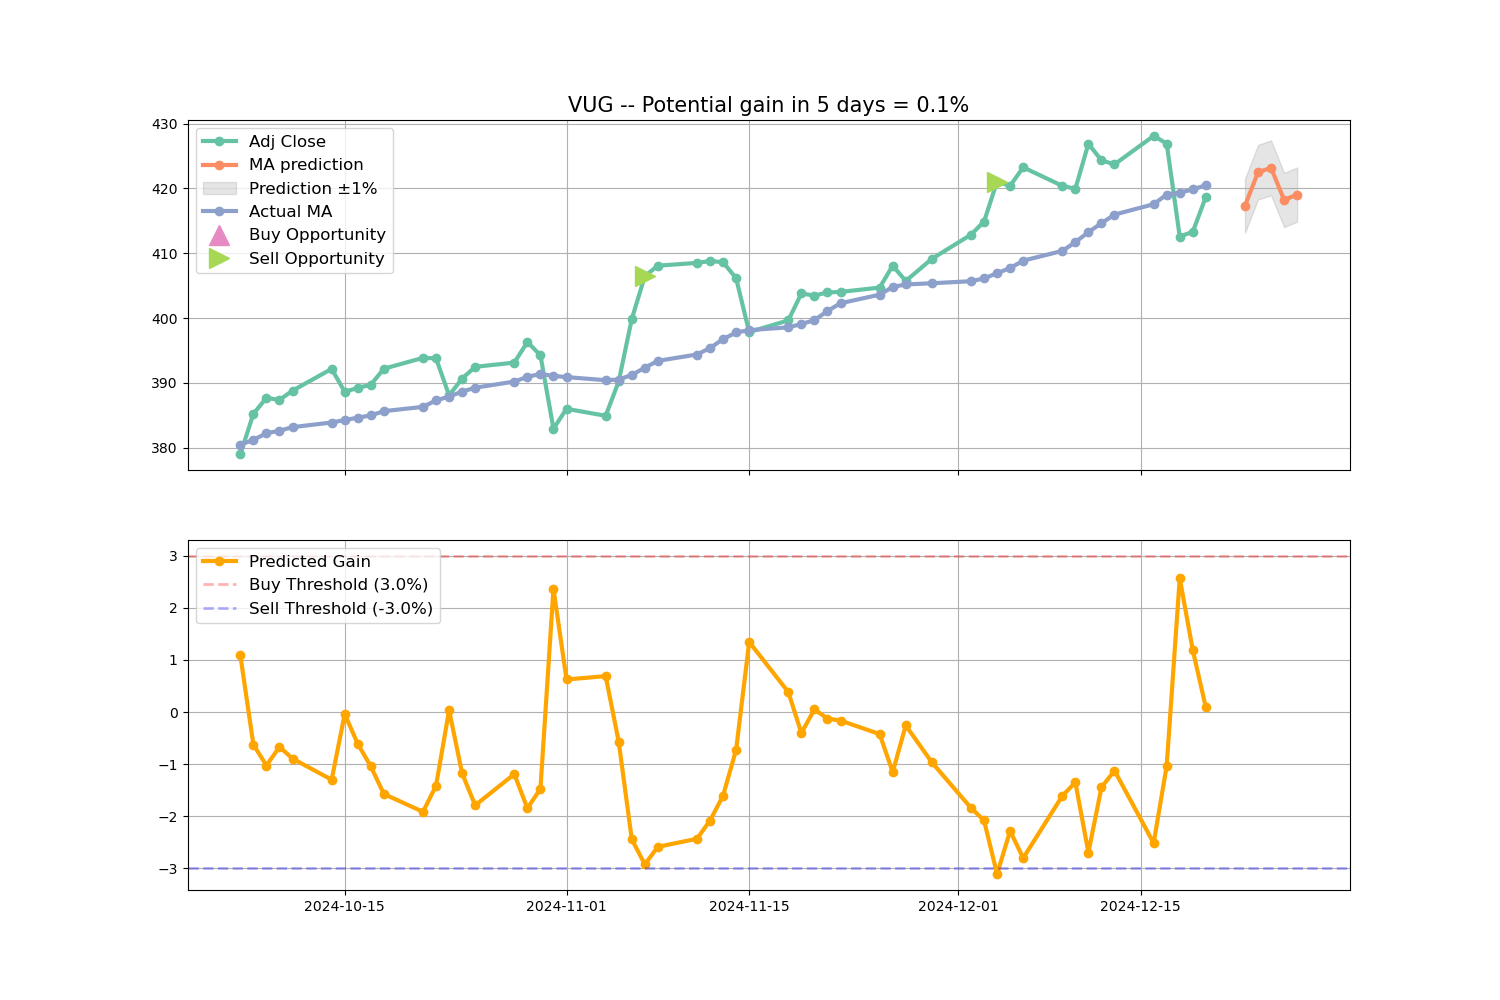 VUG -- Potential gain in 5 days = 0.1%
430
420
410
400
390
380
Adj Close
MA prediction
Prediction ±1%
Actual MA
Buy Opportunity
Sell Opportunity
3
2
1
0
−1
−2
−3
Predicted Gain
Buy Threshold (3.0%)
Sell Threshold (-3.0%)
2024-10-15
2024-11-01
2024-11-15
2024-12-01
2024-12-15